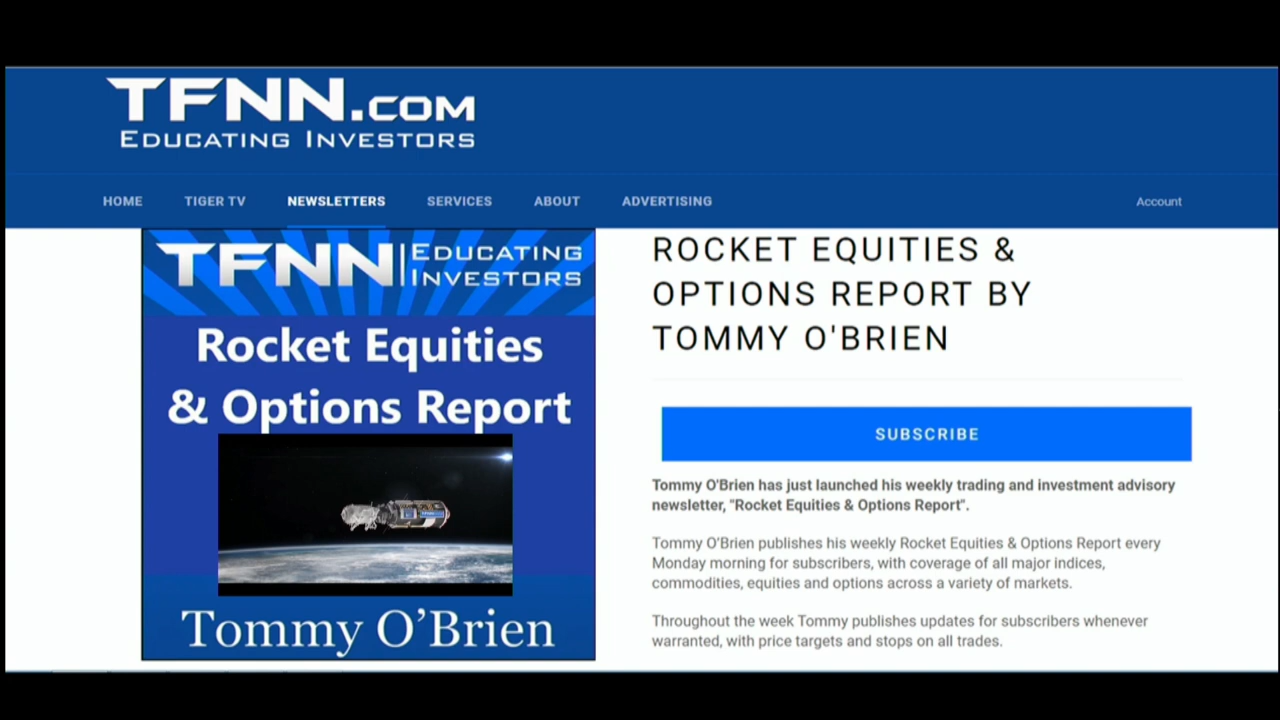 TFNN.COM
EDUCATING INVESTORS
HOME TIGER TV NEWSLETTERS SERVICES ABOUT ADVERTISING Account
TFNN EDUCATING
INVESTORS
Rocket Equities
& Options Report
Tommy O’Brien
ROCKET EQUITIES &
OPTIONS REPORT BY
TOMMY O'BRIEN
SUBSCRIBE
Tommy O'Brien has just launched his weekly trading and investment advisory
newsletter, "Rocket Equities & Options Report".
Tommy O’Brien publishes his weekly Rocket Equities & Options Report every
Monday morning for subscribers, with coverage of all major indices,
commodities, equities and options across a variety of markets.
Throughout the week Tommy publishes updates for subscribers whenever
warranted, with price targets and stops on all trades.